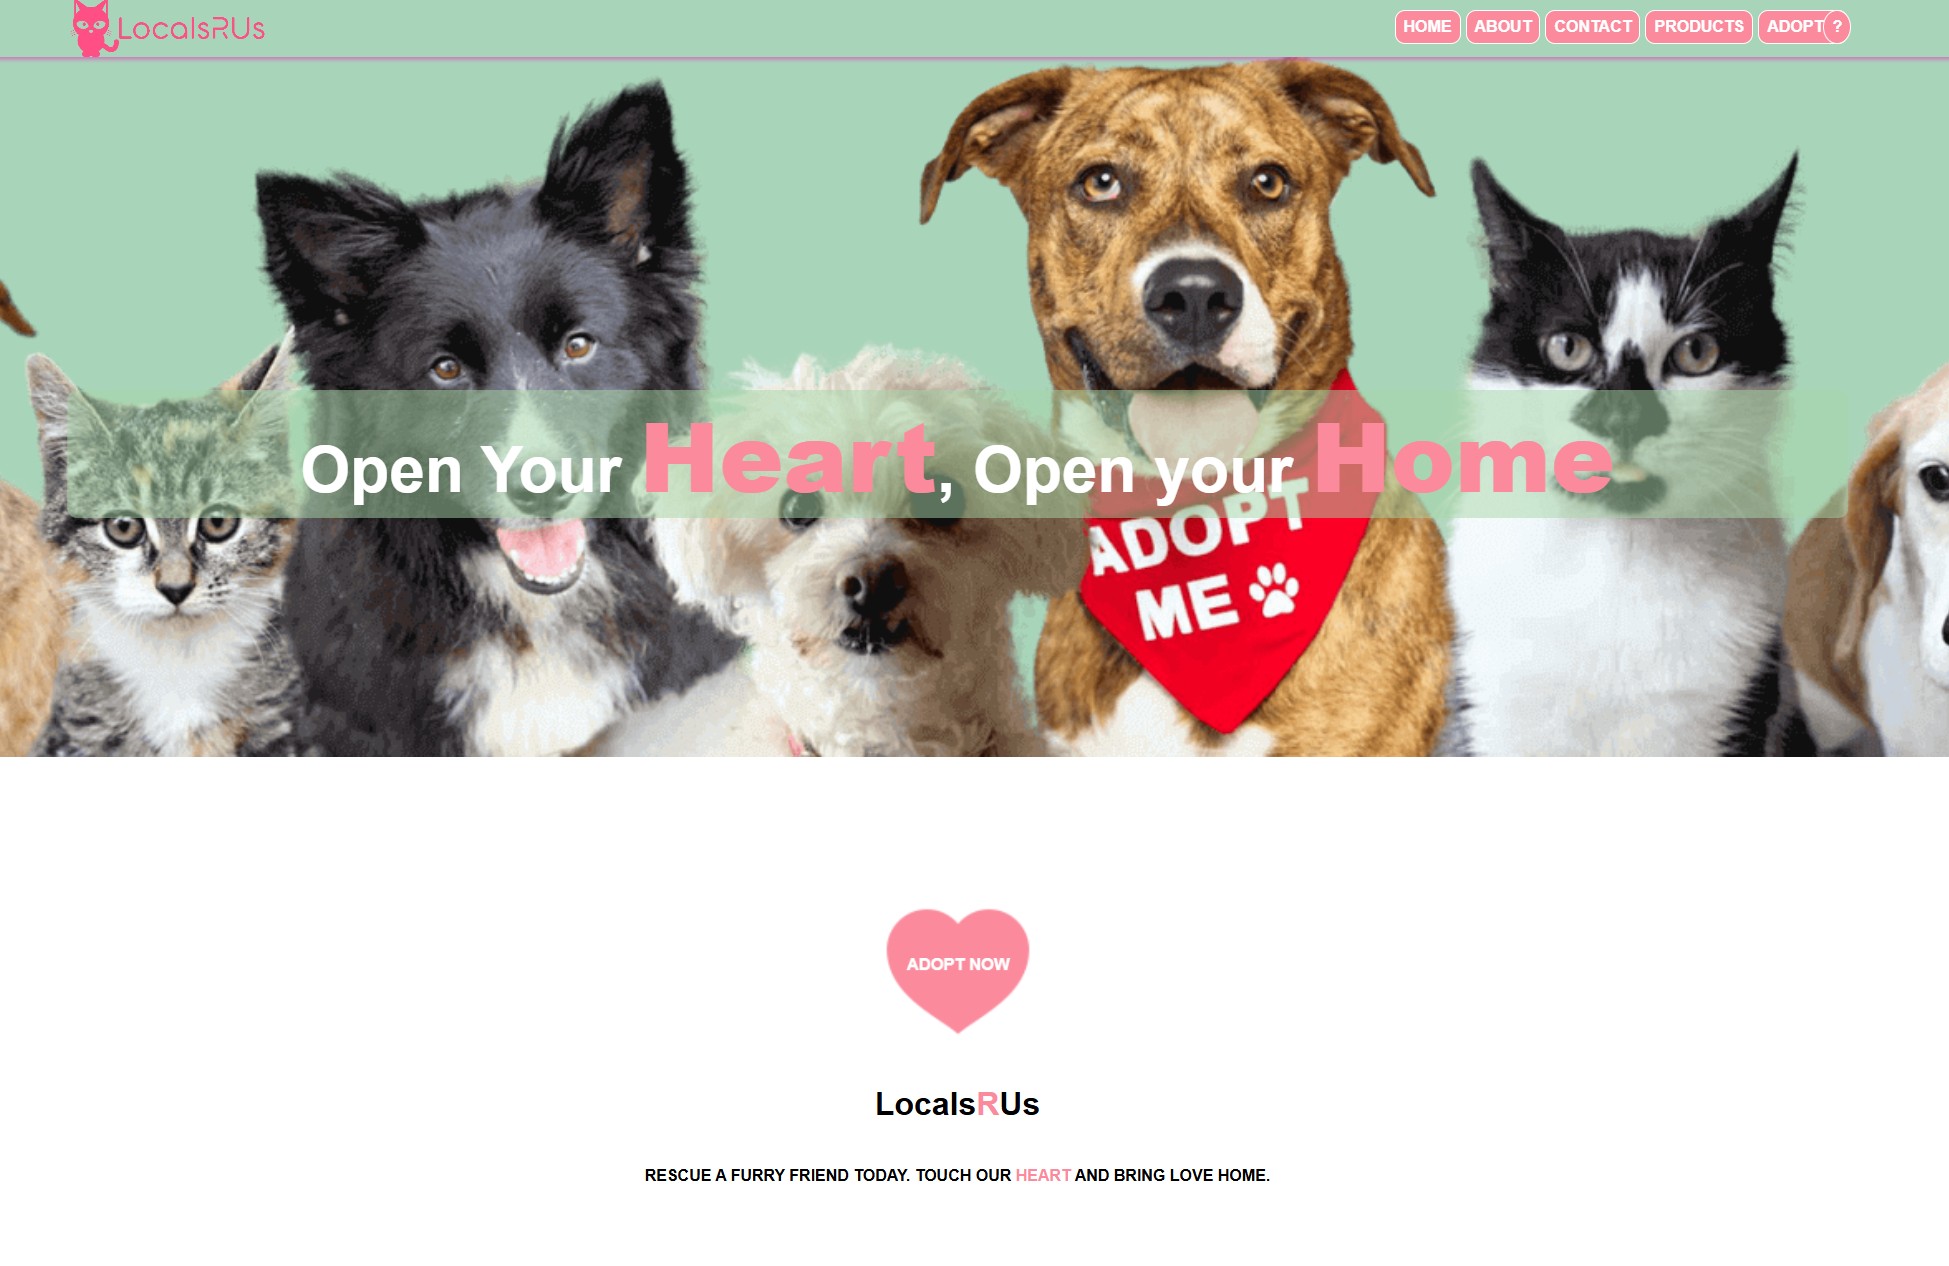 LocalsRUs
HOME ABOUT CONTACT PRODUCTS ADOPT ?
Open Your Heart, Open your Home
ADOPT
ME
ADOPT NOW
LocalsRUs
RESCUE A FURRY FRIEND TODAY. TOUCH OUR HEART AND BRING LOVE HOME.